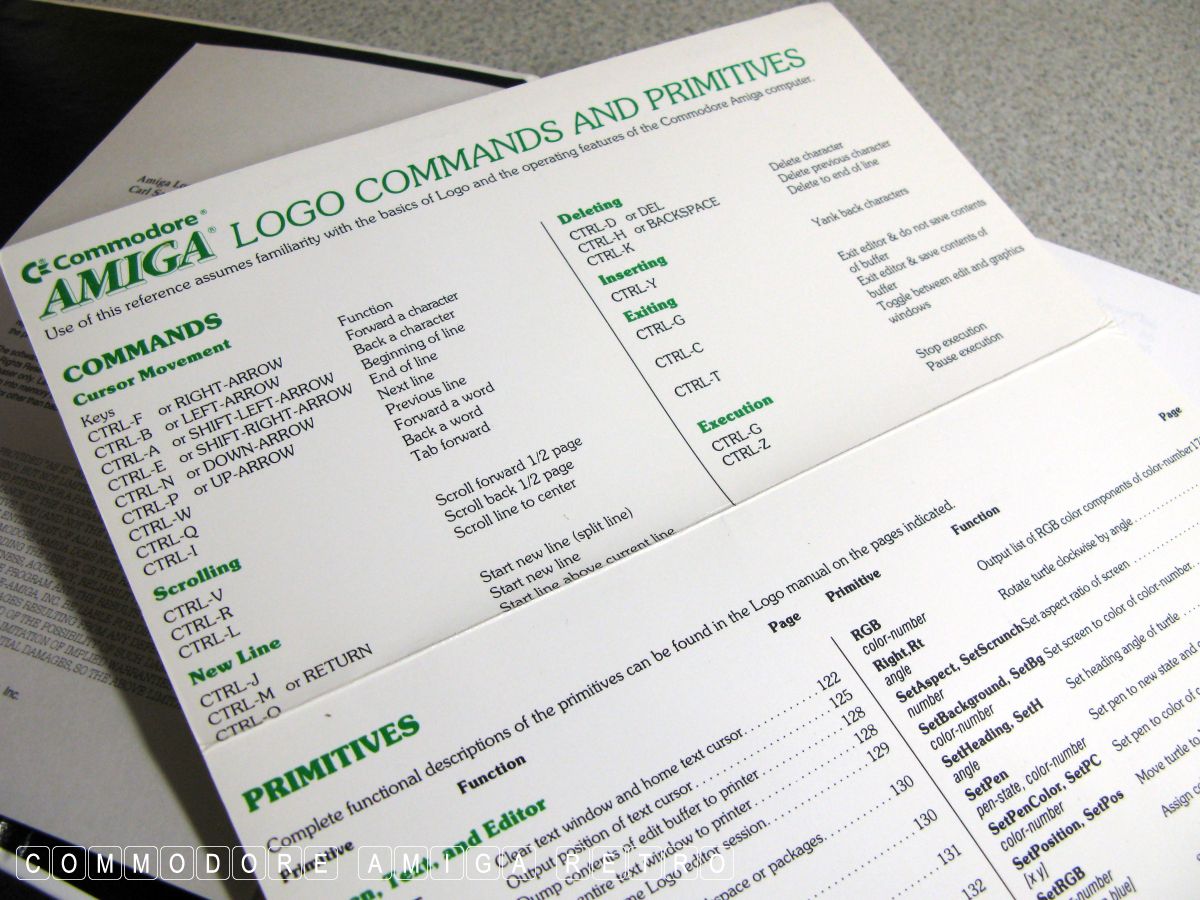 Commodore®
AMIGA®
LOGO COMMANDS AND PRIMITIVES
Use of this reference assumes familiarity with the basics of Logo and the operating features of the Commodore Amiga computer.
COMMANDS
Cursor Movement
Keys Function
CTRL-F or RIGHT-ARROW Forward a character
CTRL-B or LEFT-ARROW Back a character
CTRL-A or SHIFT-LEFT-ARROW Beginning of line
CTRL-E or SHIFT-RIGHT-ARROW End of line
CTRL-N or DOWN-ARROW Next line
CTRL-P or UP-ARROW Previous line
CTRL-W Forward a word
CTRL-Q Back a word
CTRL-I Tab forward
Scrolling
CTRL-V Scroll forward 1/2 page
CTRL-R Scroll back 1/2 page
CTRL-L Scroll line to center
New Line
CTRL-J Start new line (split line)
CTRL-M or RETURN Start new line
CTRL-O Start line above current line
Deleting
CTRL-D or DEL Delete character
CTRL-H or BACKSPACE Delete previous character
CTRL-K Delete to end of line
Inserting
CTRL-Y Yank back characters
Exiting
CTRL-G Exit editor & do not save contents
of buffer
CTRL-C Exit editor & save contents of
buffer
CTRL-T Toggle between edit and graphics
windows
Execution
CTRL-G Stop execution
CTRL-Z Pause execution
PRIMITIVES
Complete functional descriptions of the primitives can be found in the Logo manual on the pages indicated.
Primitive Function Page
Text, and Editor
Clear text window and home text cursor 122
Output position of text cursor 125
Dump contents of edit buffer to printer 128
entire text window to printer 128
Logo editor session 129
or packages 130
130
131
132
Primitive Function Page
RGB Output list of RGB color components of color-number
color-number
Right,Rt Rotate turtle clockwise by angle
angle
SetAspect, SetScrunch Set aspect ratio of screen
number
SetBackground, SetBg Set screen to color of color-number
color-number
SetHeading, SetH Set heading angle of turtle
angle
SetPen Set pen to new state and
pen-state, color-number
SetPenColor, SetPC Set pen to color of
color-number
SetPosition, SetPos Move turtle to
[x y]
SetRGB Assign
Inc.
COMMODORE AMIGA RETRO